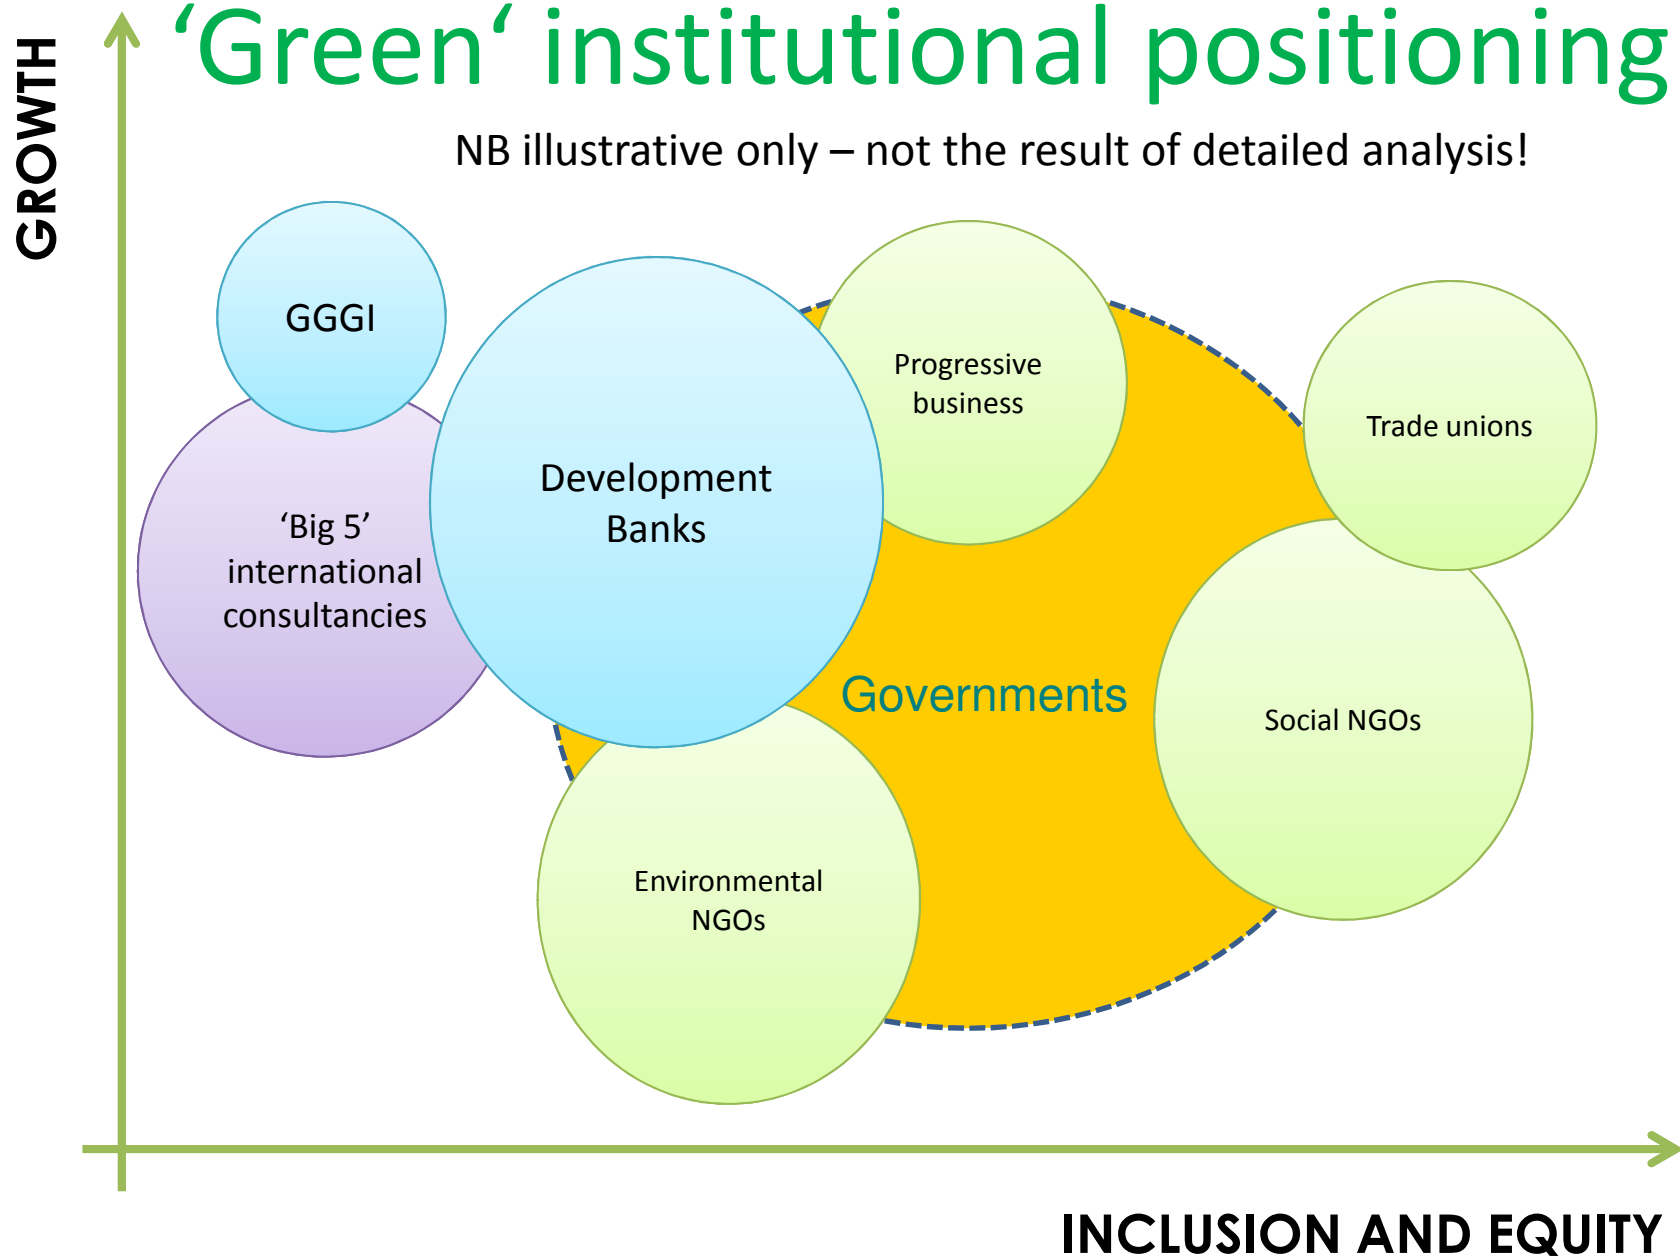 ‘Green‘ institutional positioning
NB illustrative only – not the result of detailed analysis!
GROWTH
GGGI
Progressive
business
Trade unions
Development
Banks
‘Big 5’
international
consultancies
Governments
Social NGOs
Environmental
NGOs
INCLUSION AND EQUITY